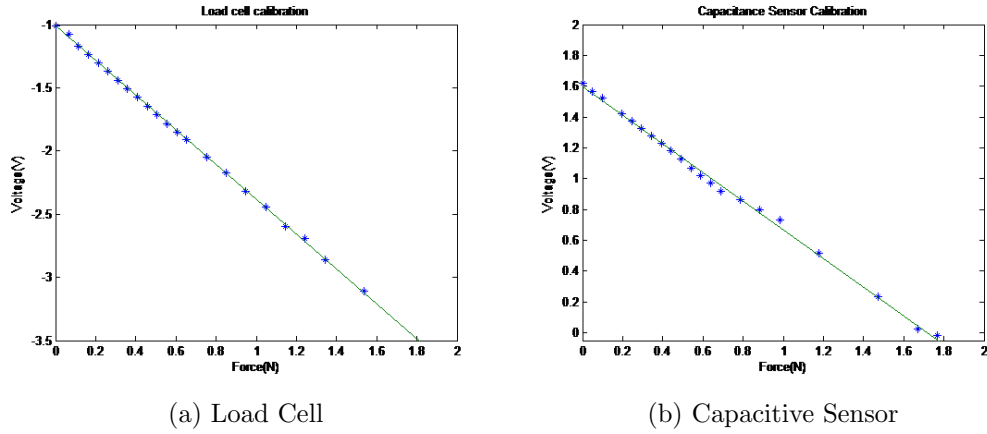 Load cell calibration
-1
-1.5
-2
-2.5
-3
-3.5
Voltage(V)
0 0.2 0.4 0.6 0.8 1 1.2 1.4 1.6 1.8 2
Force(N)
(a) Load Cell
Capacitance Sensor Calibration
2
1.8
1.6
1.4
1.2
1
0.8
0.6
0.4
0.2
0
Voltage(V)
0 0.2 0.4 0.6 0.8 1 1.2 1.4 1.6 1.8 2
Force(N)
(b) Capacitive Sensor